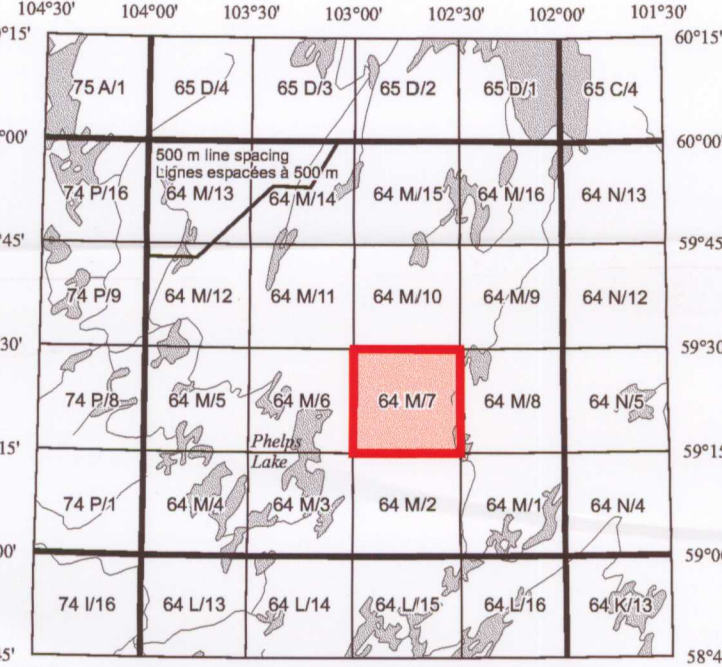 104°30' 104°00' 103°30' 103°00' 102°30' 102°00' 101°30'
60°15'
75 A/1 65 D/4 65 D/3 65 D/2 65 D/1 65 C/4
60°00'
500 m line spacing
Lignes espacées à 500 m
74 P/16 64 M/13 64 M/14 64 M/15 64 M/16 64 N/13
59°45'
74 P/9 64 M/12 64 M/11 64 M/10 64 M/9 64 N/12
59°30'
74 P/8 64 M/5 64 M/6 64 M/7 64 M/8 64 N/5
Phelps
Lake
59°15'
74 P/1 64 M/4 64 M/3 64 M/2 64 M/1 64 N/4
59°00'
74 I/16 64 L/13 64 L/14 64 L/15 64 L/16 64 K/13